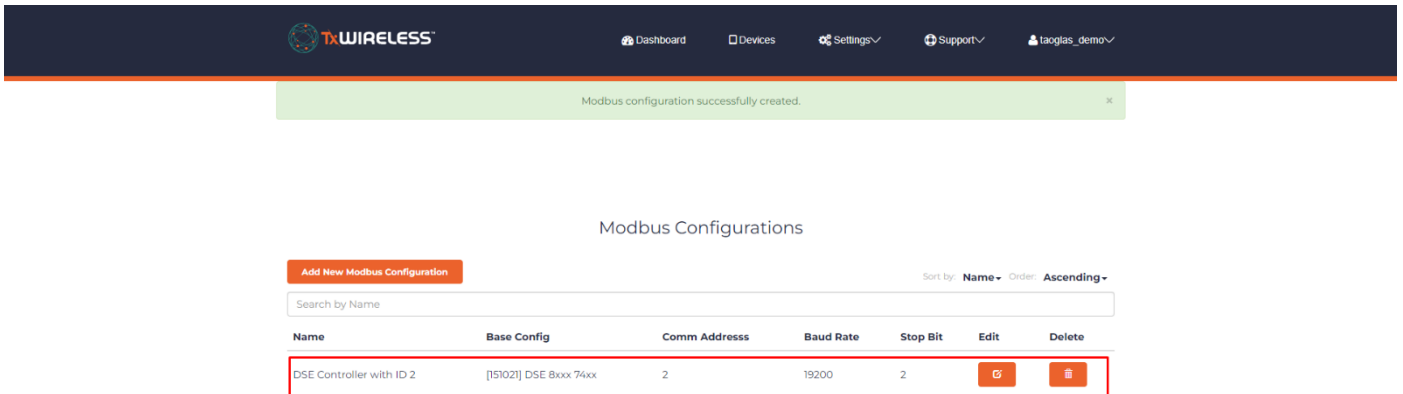 TXWIRELESS™ Dashboard Devices Settings Support taoglas_demo
Modbus configuration successfully created. ×
Modbus Configurations
Add New Modbus Configuration Sort by: Name Order: Ascending
Search by Name
Name Base Config Comm Addresss Baud Rate Stop Bit Edit Delete
DSE Controller with ID 2 [151021] DSE 8xxx 74xx 2 19200 2